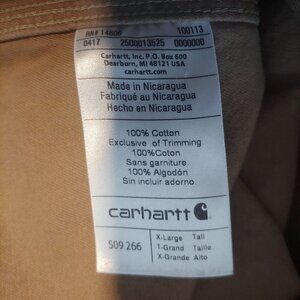 RN# 14806 100113
0417 2500013525 0000000
Carhartt, Inc. P.O. Box 600
Dearborn, MI 48121 USA
carhartt.com
Made in Nicaragua
Fabriqué au Nicaragua
Hecho en Nicaragua
100% Cotton
Exclusive of Trimming.
100%Coton
Sans garniture.
100% Algodón
Sin incluir adorno.
carhartt
S09 266
X-Large Tall
T-Grand Taille
X-Grande Alto